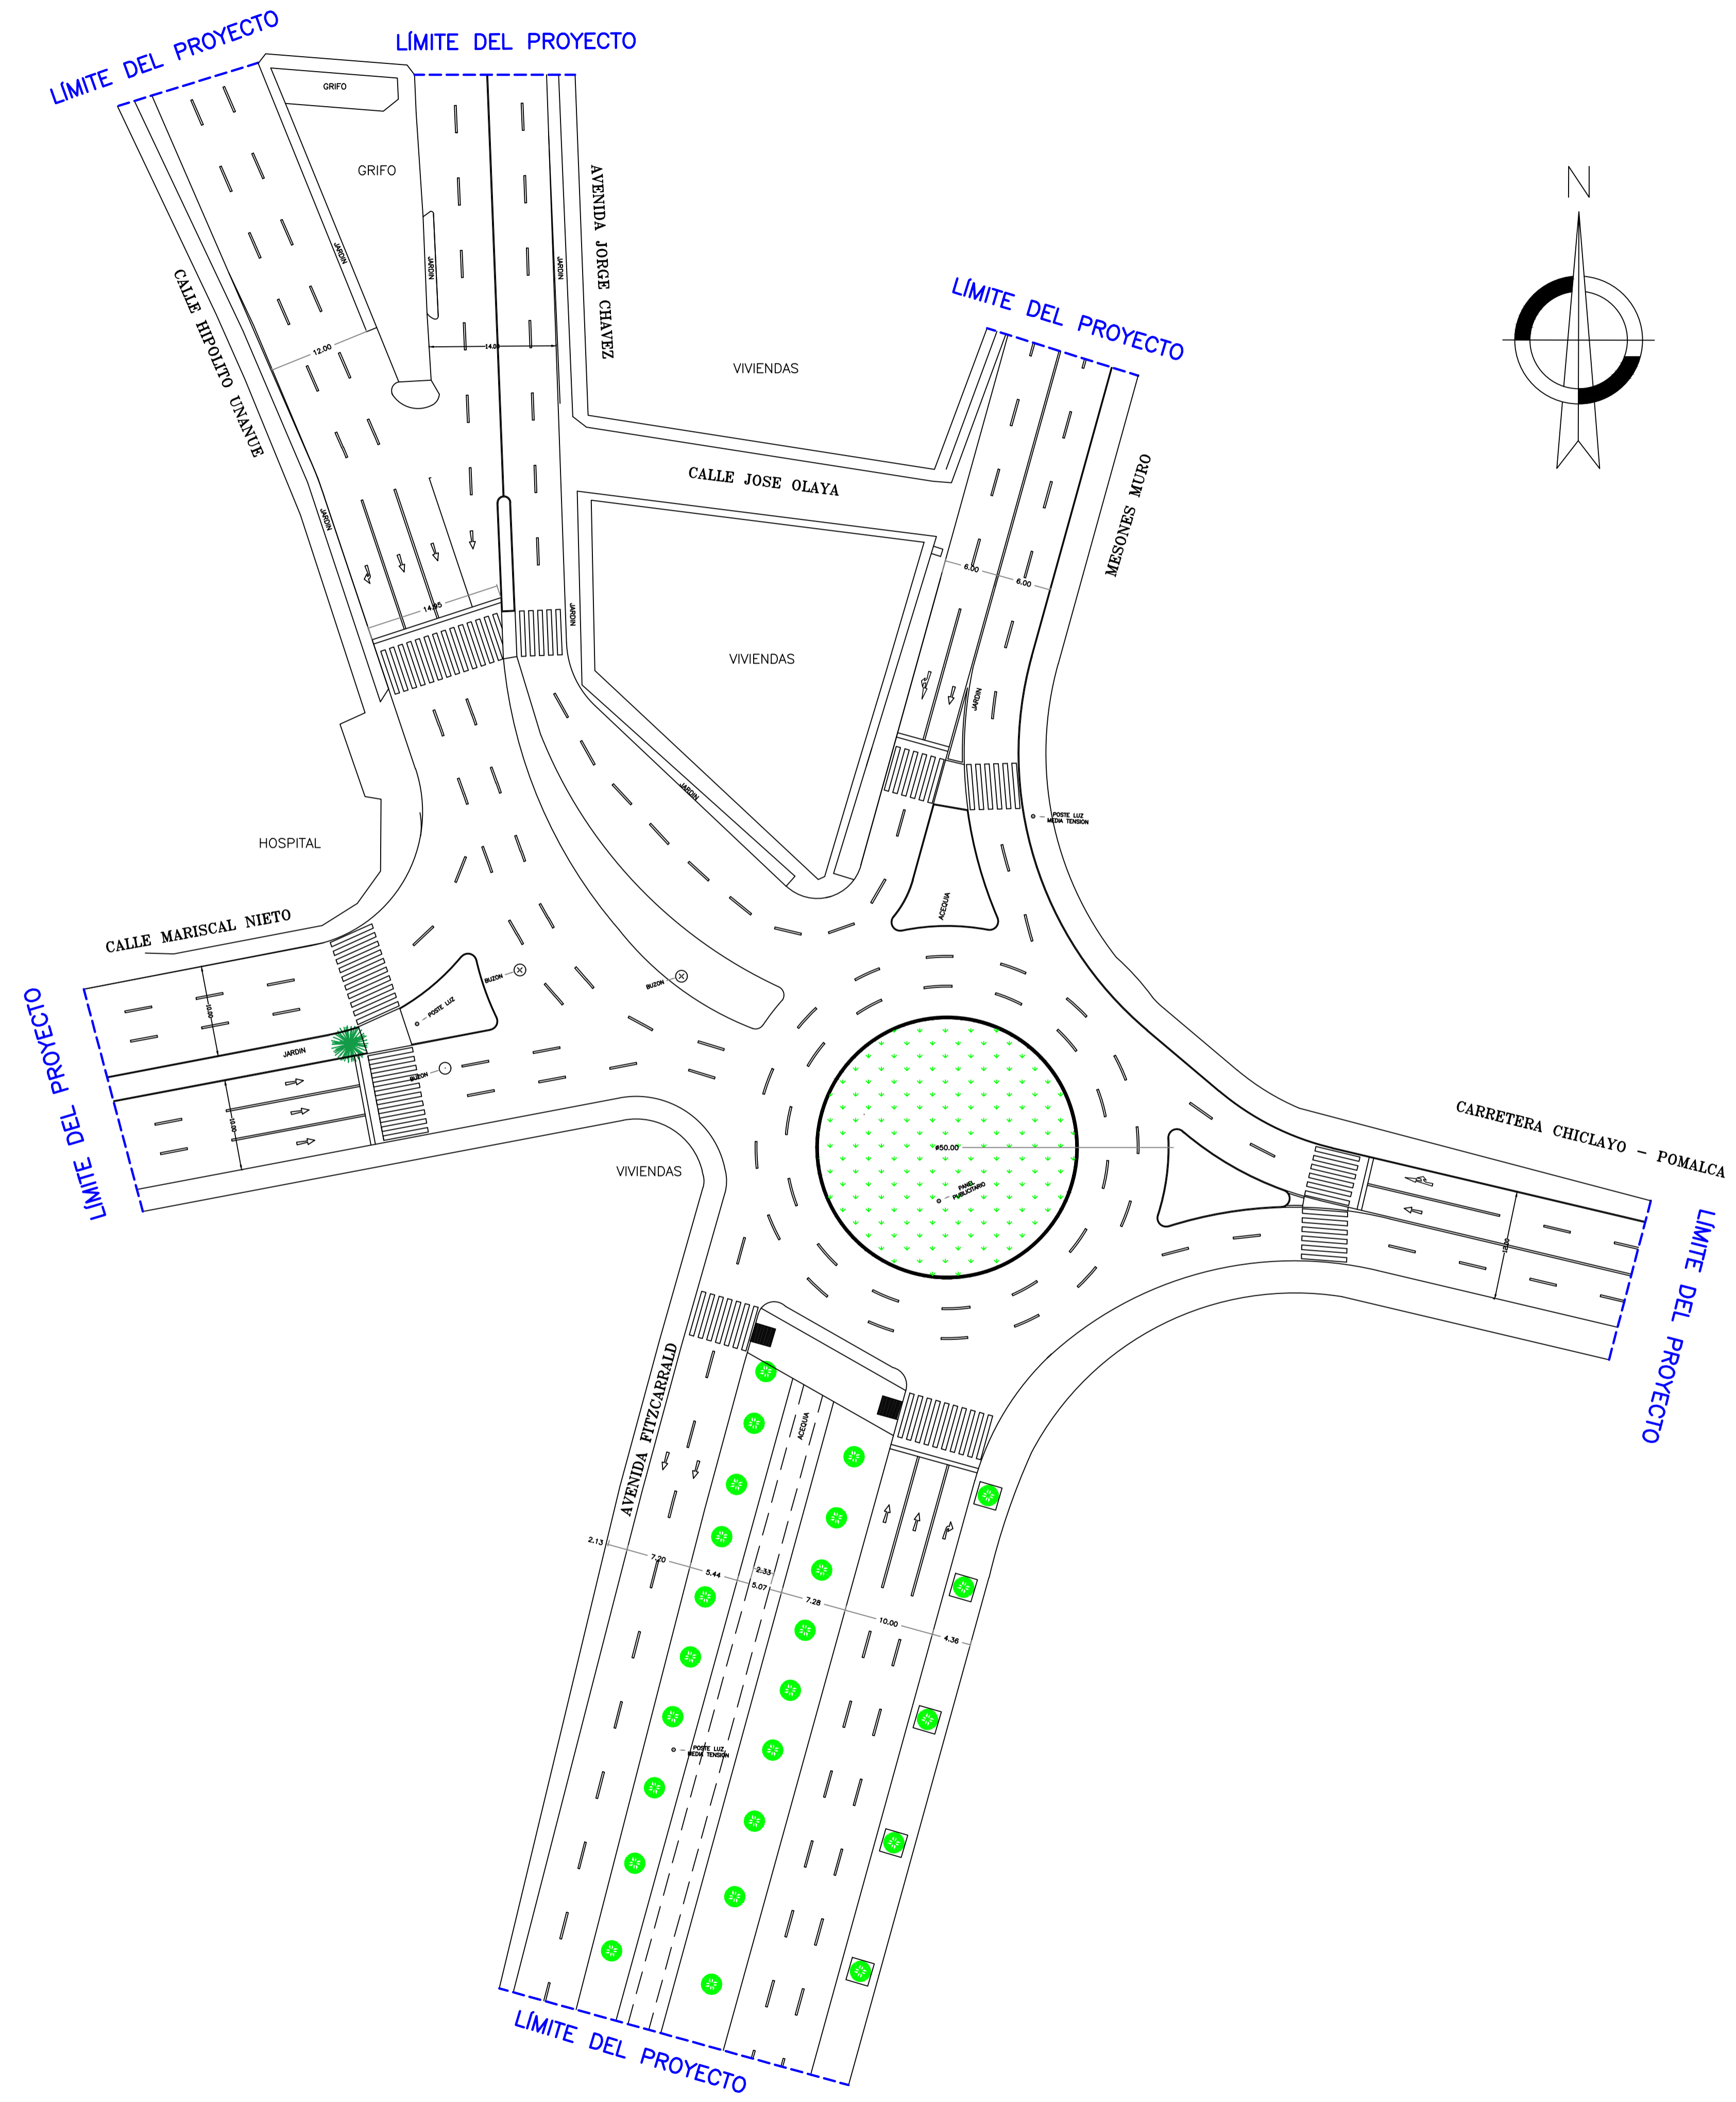 LÍMITE DEL PROYECTO
LÍMITE DEL PROYECTO
GRIFO
GRIFO
N
AVENIDA JORGE CHAVEZ
JARDIN
JARDIN
JARDIN
CALLE HIPOLITO UNANUE
LÍMITE DEL PROYECTO
12.00
VIVIENDAS
CALLE JOSE OLAYA
MESONES MURO
JARDIN
6.00
6.00
14.95
JARDIN
VIVIENDAS
JARDIN
JARDIN
POSTE LUZ
MEDIA TENSION
HOSPITAL
ACEQUIA
CALLE MARISCAL NIETO
BUZON
BUZON
POSTE LUZ
10.00
JARDIN
BUZON
10.00
LÍMITE DEL PROYECTO
VIVIENDAS
ø50.00
PANEL
PUBLICITARIO
CARRETERA CHICLAYO - POMALCA
LÍMITE DEL PROYECTO
AVENIDA FITZCARRALD
ACEQUIA
2.13
7.20
5.44
2.33
5.07
7.28
10.00
4.36
POSTE LUZ
MEDIA TENSION
LÍMITE DEL PROYECTO